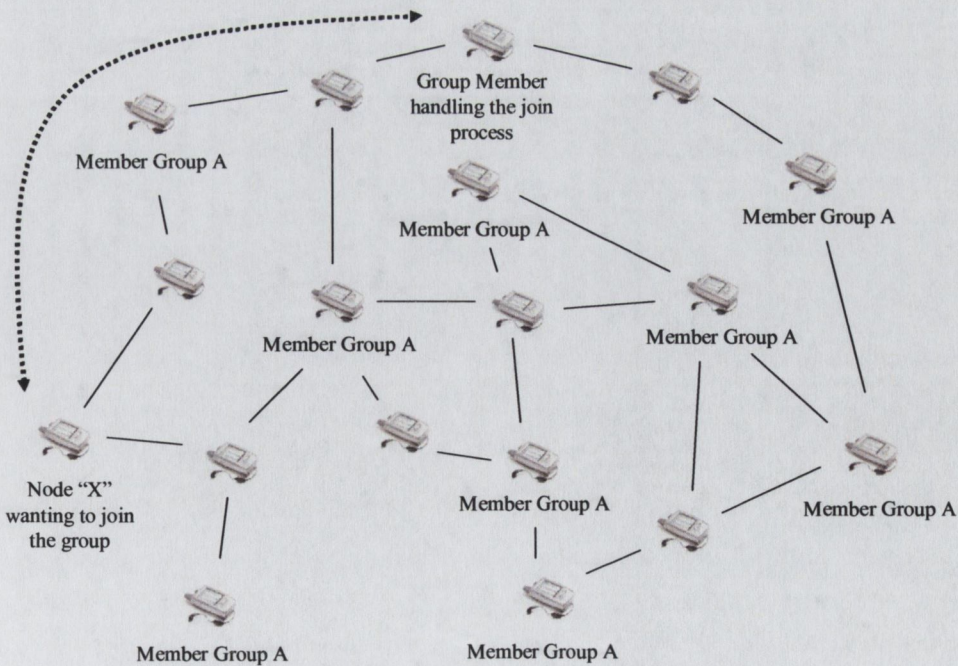 Group Member
handling the join
process
Member Group A
Member Group A
Member Group A
Member Group A
Member Group A
Node "X"
wanting to join
the group
Member Group A
Member Group A
Member Group A
Member Group A